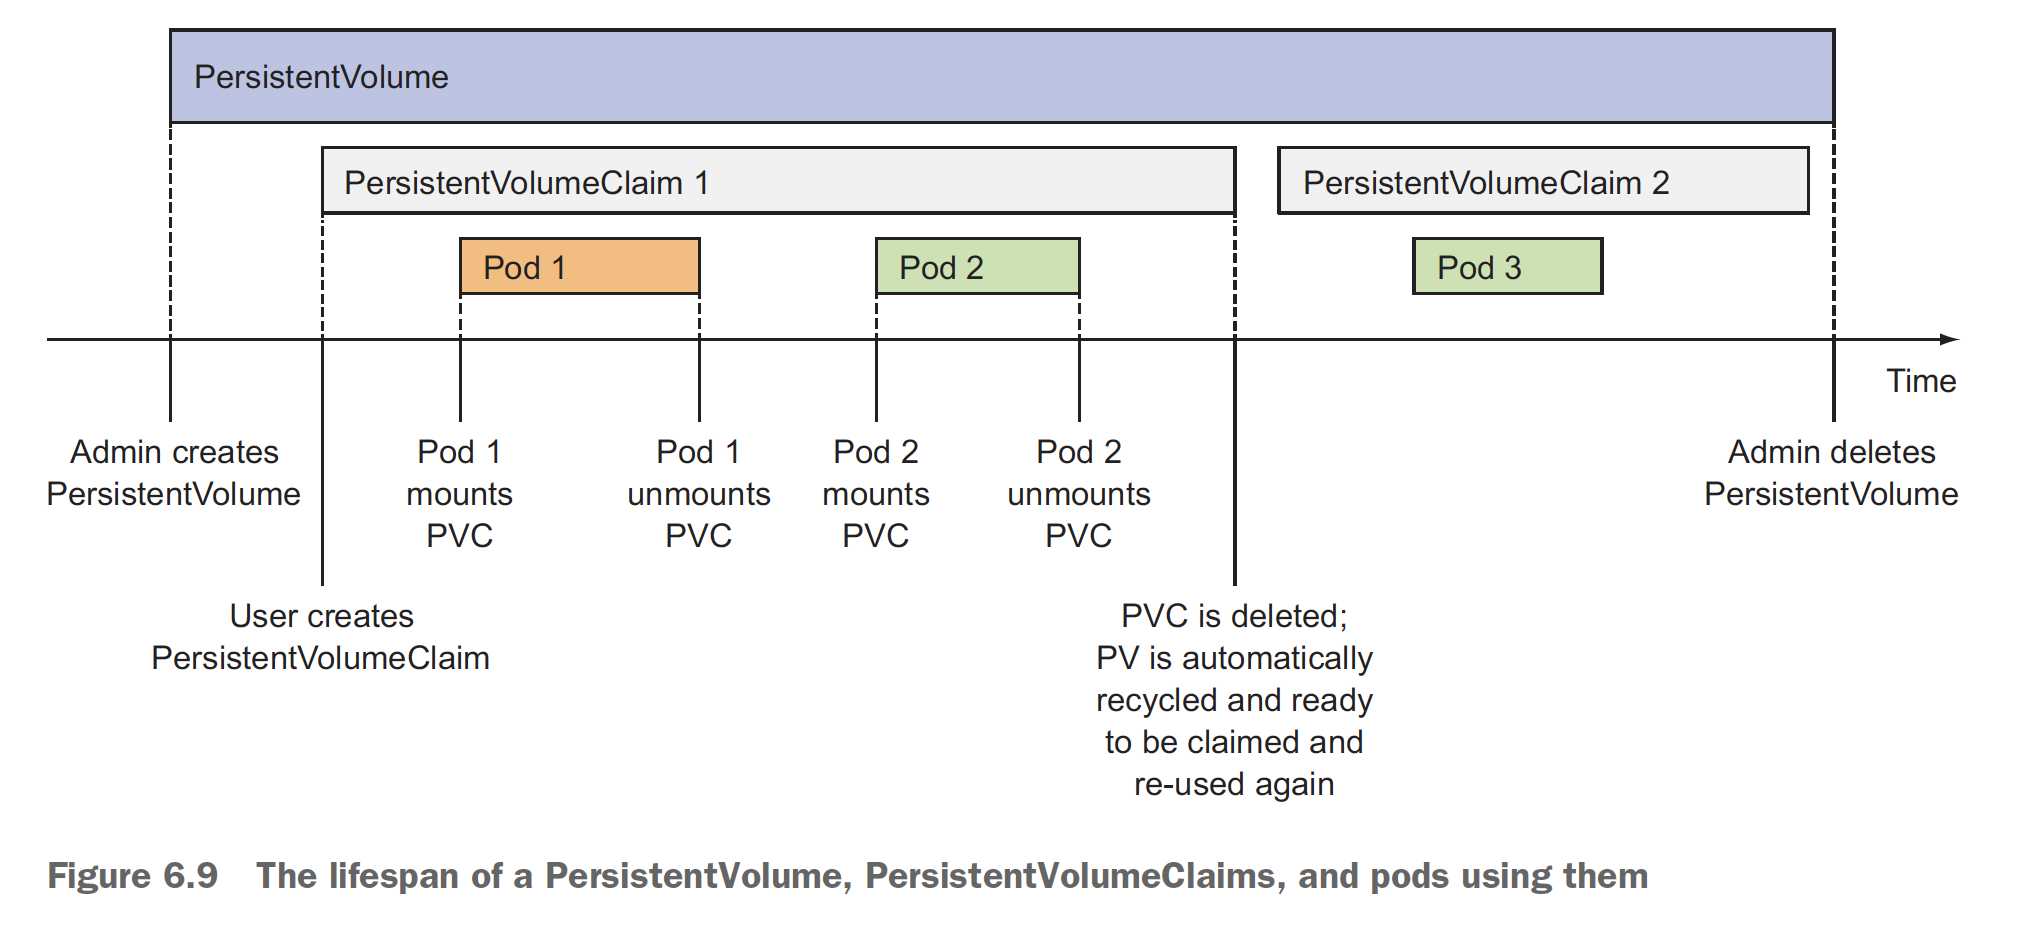 PersistentVolume
PersistentVolumeClaim 1
PersistentVolumeClaim 2
Pod 1
Pod 2
Pod 3
Time
Admin creates
PersistentVolume
Pod 1
mounts
PVC
Pod 1
unmounts
PVC
Pod 2
mounts
PVC
Pod 2
unmounts
PVC
Admin deletes
PersistentVolume
User creates
PersistentVolumeClaim
PVC is deleted;
PV is automatically
recycled and ready
to be claimed and
re-used again
Figure 6.9 The lifespan of a PersistentVolume, PersistentVolumeClaims, and pods using them